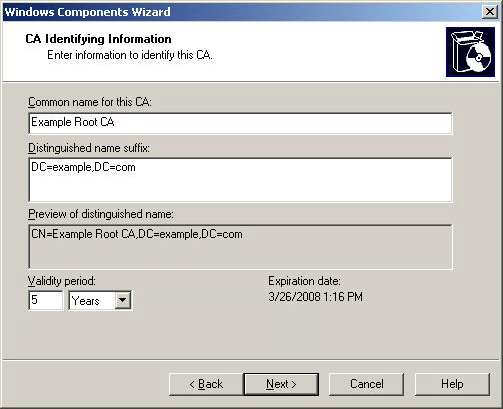 Windows Components Wizard
CA Identifying Information
Enter information to identify this CA.
Common name for this CA:
Example Root CA
Distinguished name suffix:
DC=example,DC=com
Preview of distinguished name:
CN=Example Root CA,DC=example,DC=com
Validity period: Expiration date:
5 Years 3/26/2008 1:16 PM
< Back Next > Cancel Help